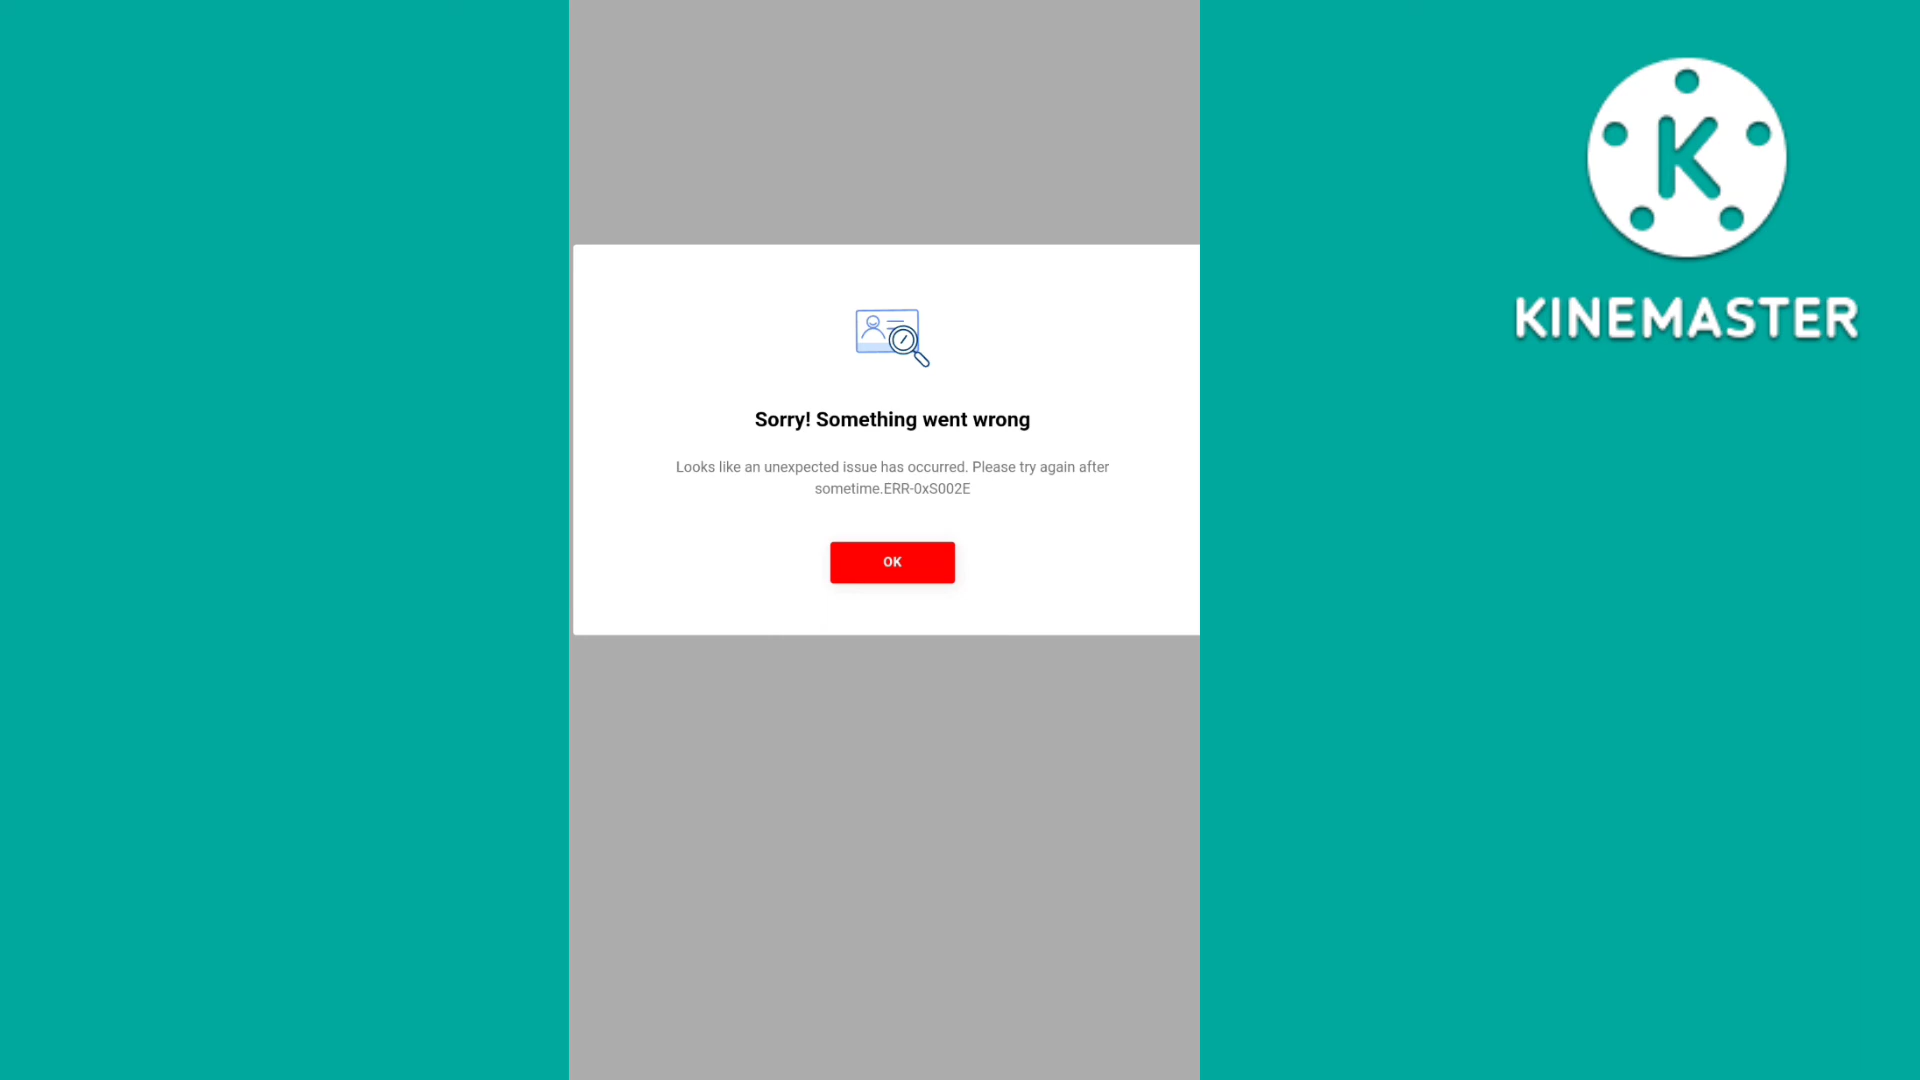 K
KINEMASTER
Sorry! Something went wrong
Looks like an unexpected issue has occurred. Please try again after
sometime.ERR-0xS002E
OK